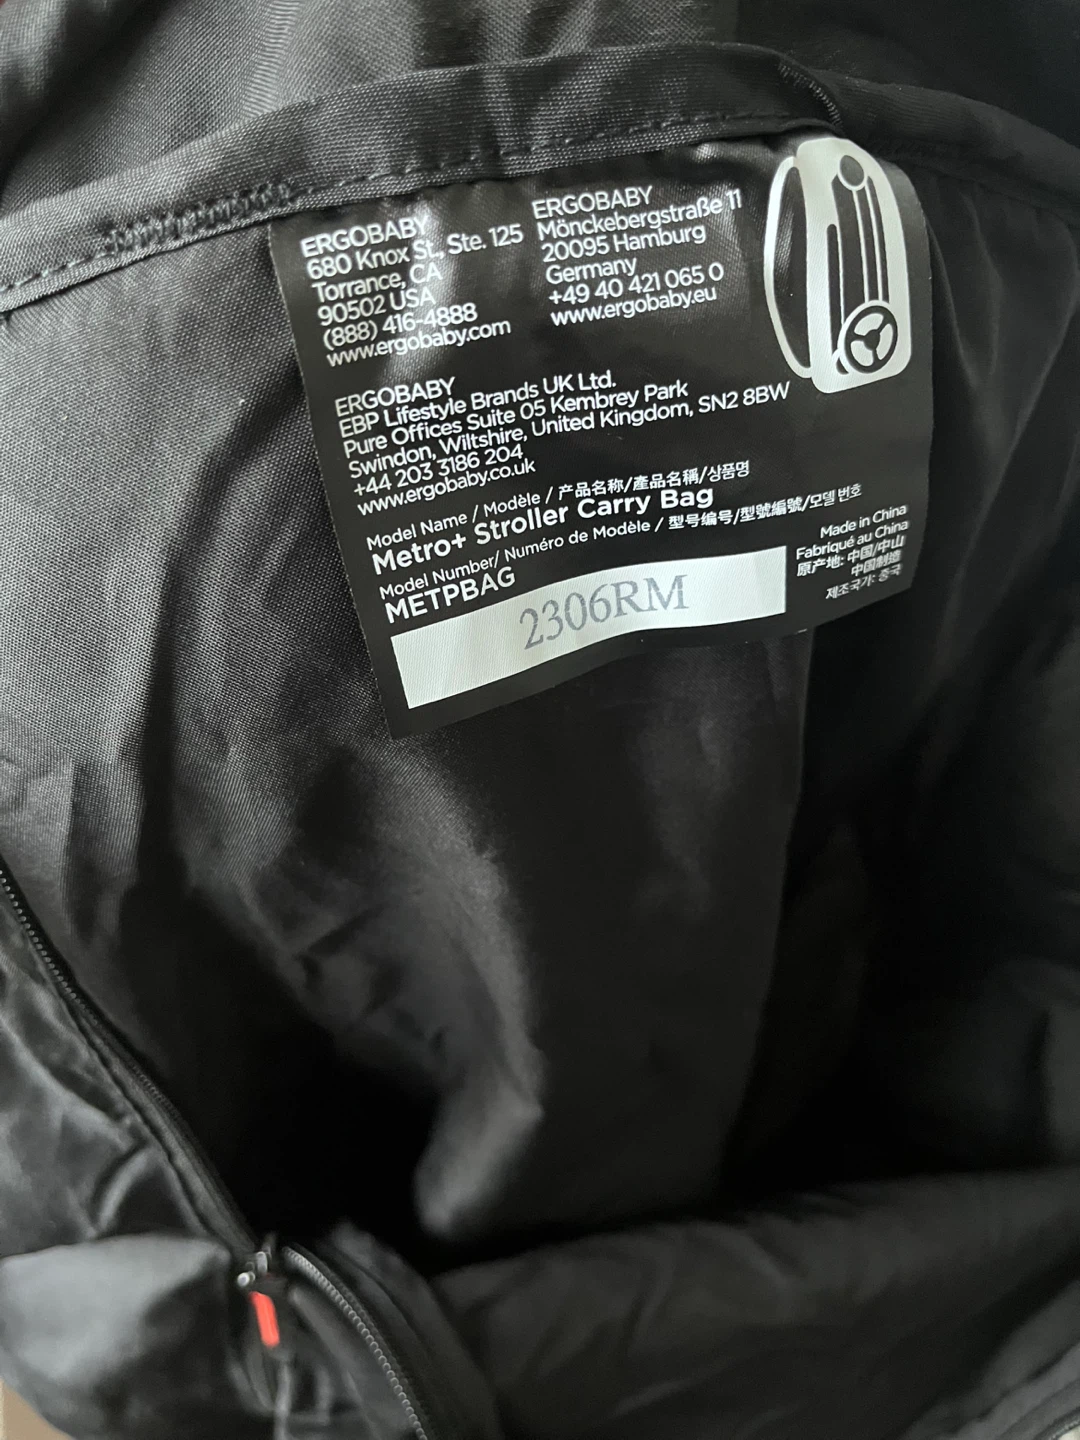 ERGOBABY
680 Knox St., Ste. 125
Torrance, CA
90502 USA
(888) 416-4888
www.ergobaby.com
ERGOBABY
Mönckebergstraße 11
20095 Hamburg
Germany
+49 40 421 065 0
www.ergobaby.eu
ERGOBABY
EBP Lifestyle Brands UK Ltd.
Pure Offices Suite 05 Kembrey Park
Swindon, Wiltshire, United Kingdom, SN2 8BW
+44 203 3186 204
www.ergobaby.co.uk
Model Name / Modèle / 产品名称/產品名稱/상품명
Metro+ Stroller Carry Bag
Model Number/ Numéro de Modèle / 型号编号/型號編號/모델 번호
METPBAG
2306RM
Made in China
Fabriqué au China
原产地: 中国/中山
中国制造
제조국가: 중국